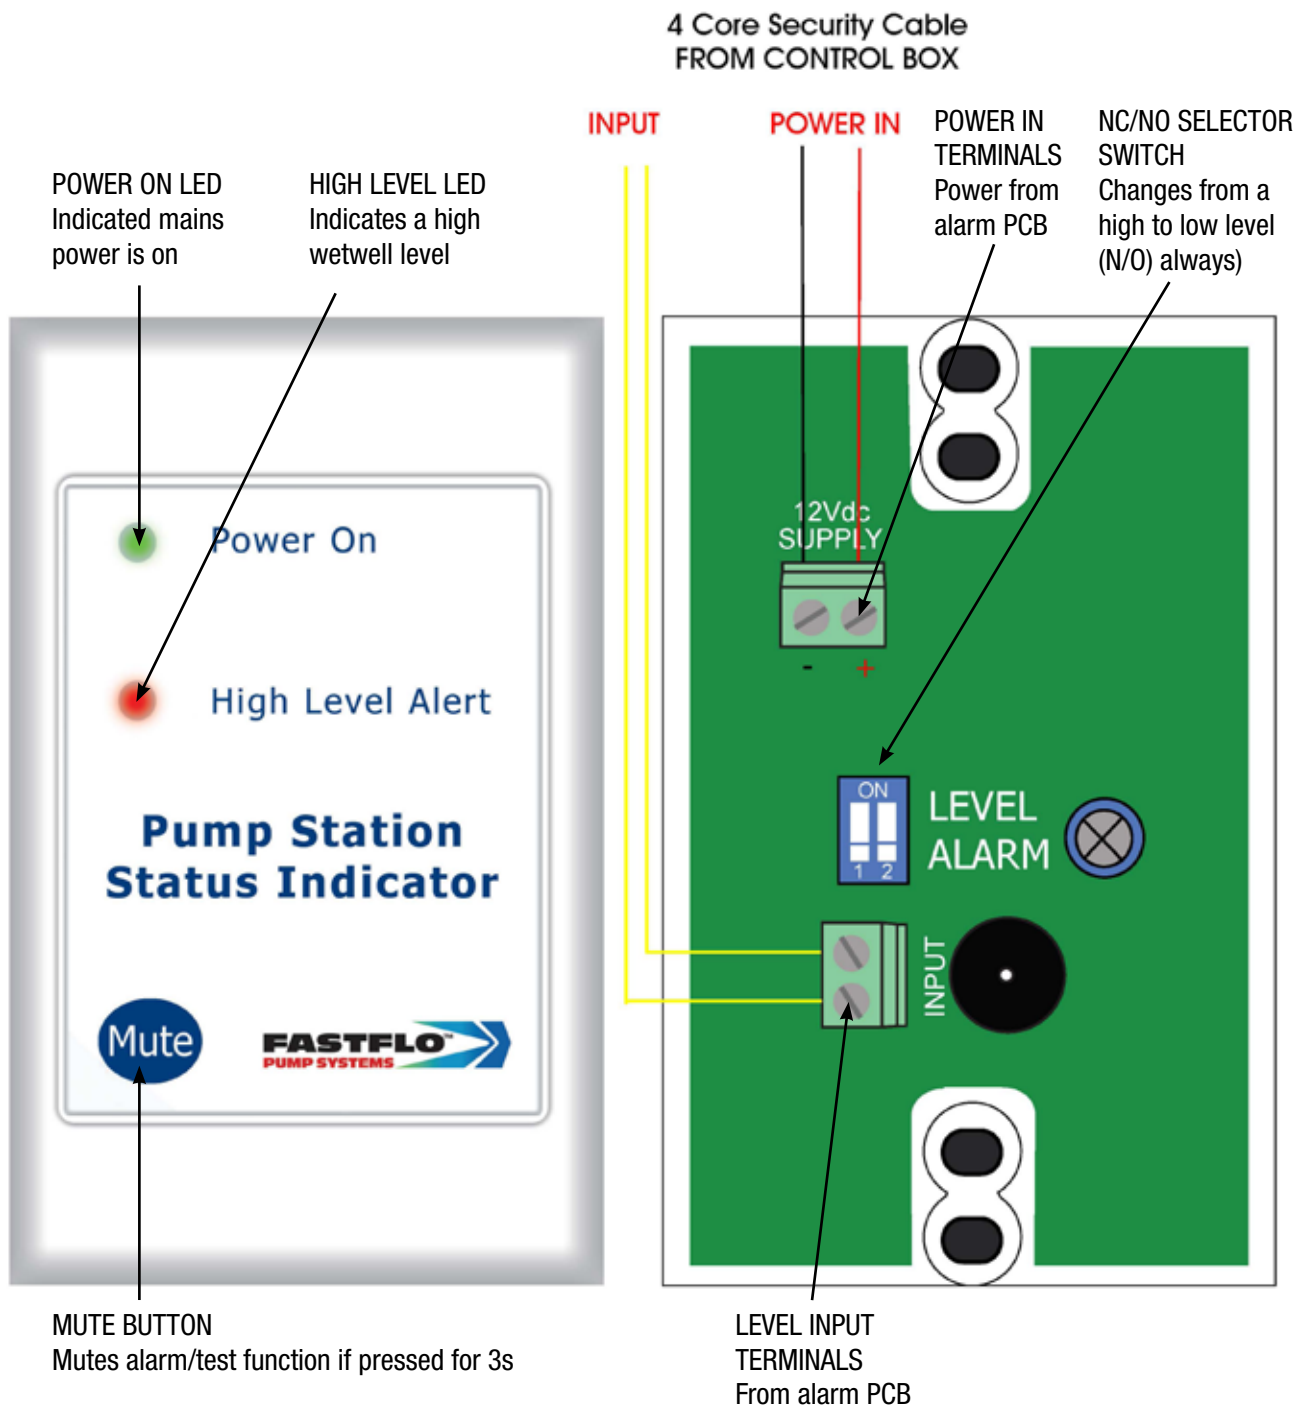 4 Core Security Cable
FROM CONTROL BOX
INPUT
POWER IN
POWER IN
TERMINALS
Power from
alarm PCB
NC/NO SELECTOR
SWITCH
Changes from a
high to low level
(N/O) always)
POWER ON LED
Indicated mains
power is on
HIGH LEVEL LED
Indicates a high
wetwell level
Power On
High Level Alert
Pump Station
Status Indicator
Mute
FASTFLO™
PUMP SYSTEMS
12Vdc
SUPPLY
- +
ON
1 2
LEVEL
ALARM
INPUT
MUTE BUTTON
Mutes alarm/test function if pressed for 3s
LEVEL INPUT
TERMINALS
From alarm PCB